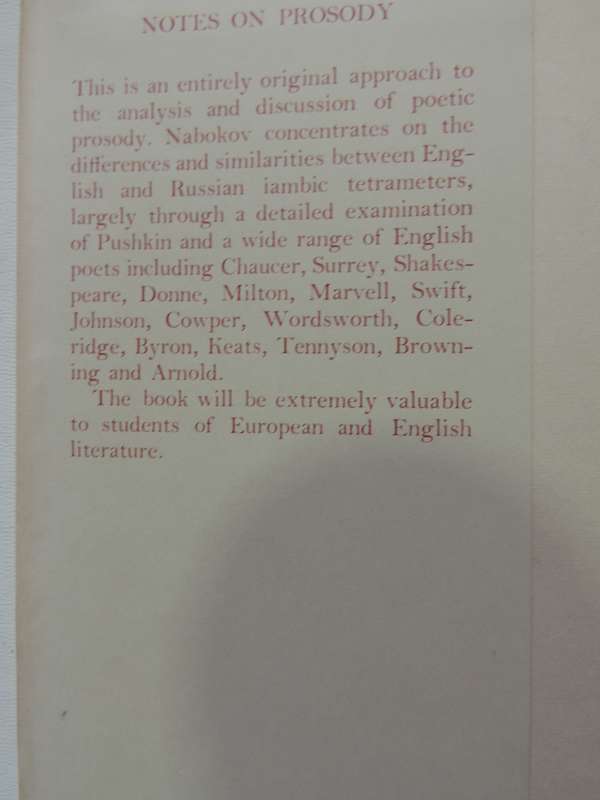 NOTES ON PROSODY
This is an entirely original approach to
the analysis and discussion of poetic
prosody. Nabokov concentrates on the
differences and similarities between Eng-
lish and Russian iambic tetrameters,
largely through a detailed examination
of Pushkin and a wide range of English
poets including Chaucer, Surrey, Shakes-
peare, Donne, Milton, Marvell, Swift,
Johnson, Cowper, Wordsworth, Cole-
ridge, Byron, Keats, Tennyson, Brown-
ing and Arnold.
The book will be extremely valuable
to students of European and English
literature.